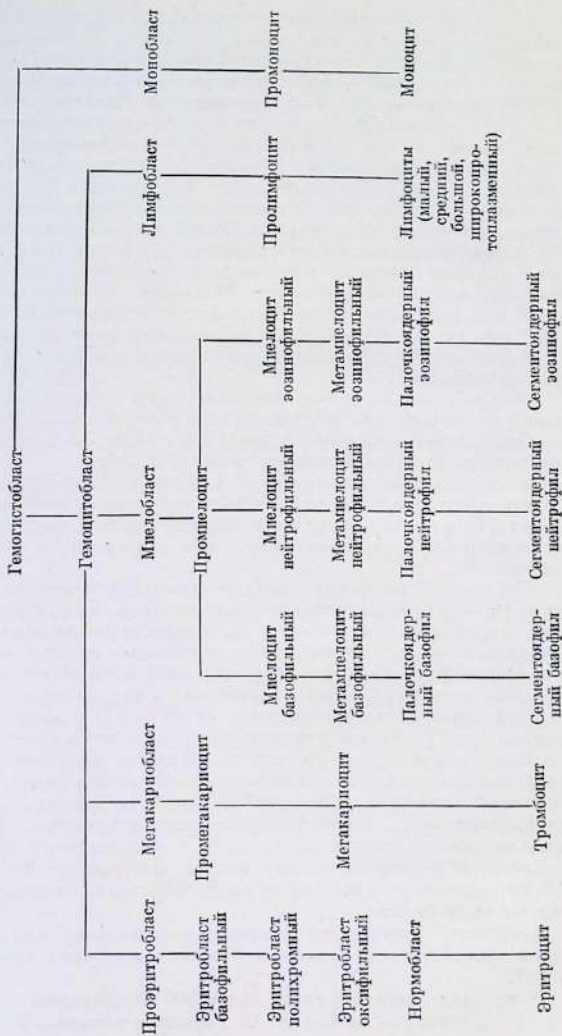 Гемогистобласт
Гемоцитобласт
Проэритробласт
Мегакариобласт
Миелобласт
Лимфобласт
Монобласт
Эритробласт
базофильный
Промегакариоцит
Промиелоцит
Эритробласт
полихромный
Миелоцит
базофильный
Миелоцит
нейтрофильный
Миелоцит
эозинофильный
Пролимфоцит
Промоноцит
Эритробласт
оксифильный
Мегакариоцит
Метамиелоцит
базофильный
Метамиелоцит
нейтрофильный
Метамиелоцит
эозинофильный
Нормобласт
Палочкоядер-
ный базофил
Палочкоядерный
нейтрофил
Палочкоядерный
эозинофил
Лимфоциты
(малый,
средний,
большой,
широкопро-
топлазменный)
Моноцит
Эритроцит
Тромбоцит
Сегментоядер-
ный базофил
Сегментоядерный
нейтрофил
Сегментоядерный
эозинофил